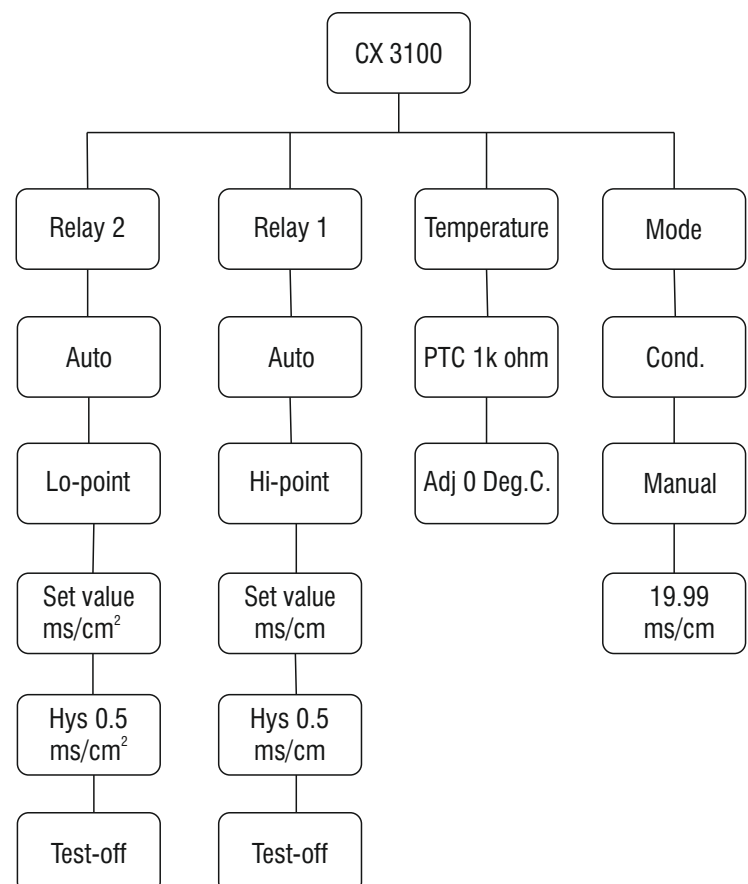 CX 3100
Relay 2
Relay 1
Temperature
Mode
Auto
Auto
PTC 1k ohm
Cond.
Lo-point
Hi-point
Adj 0 Deg.C.
Manual
Set value
ms/cm²
Set value
ms/cm
19.99
ms/cm
Hys 0.5
ms/cm²
Hys 0.5
ms/cm
Test-off
Test-off